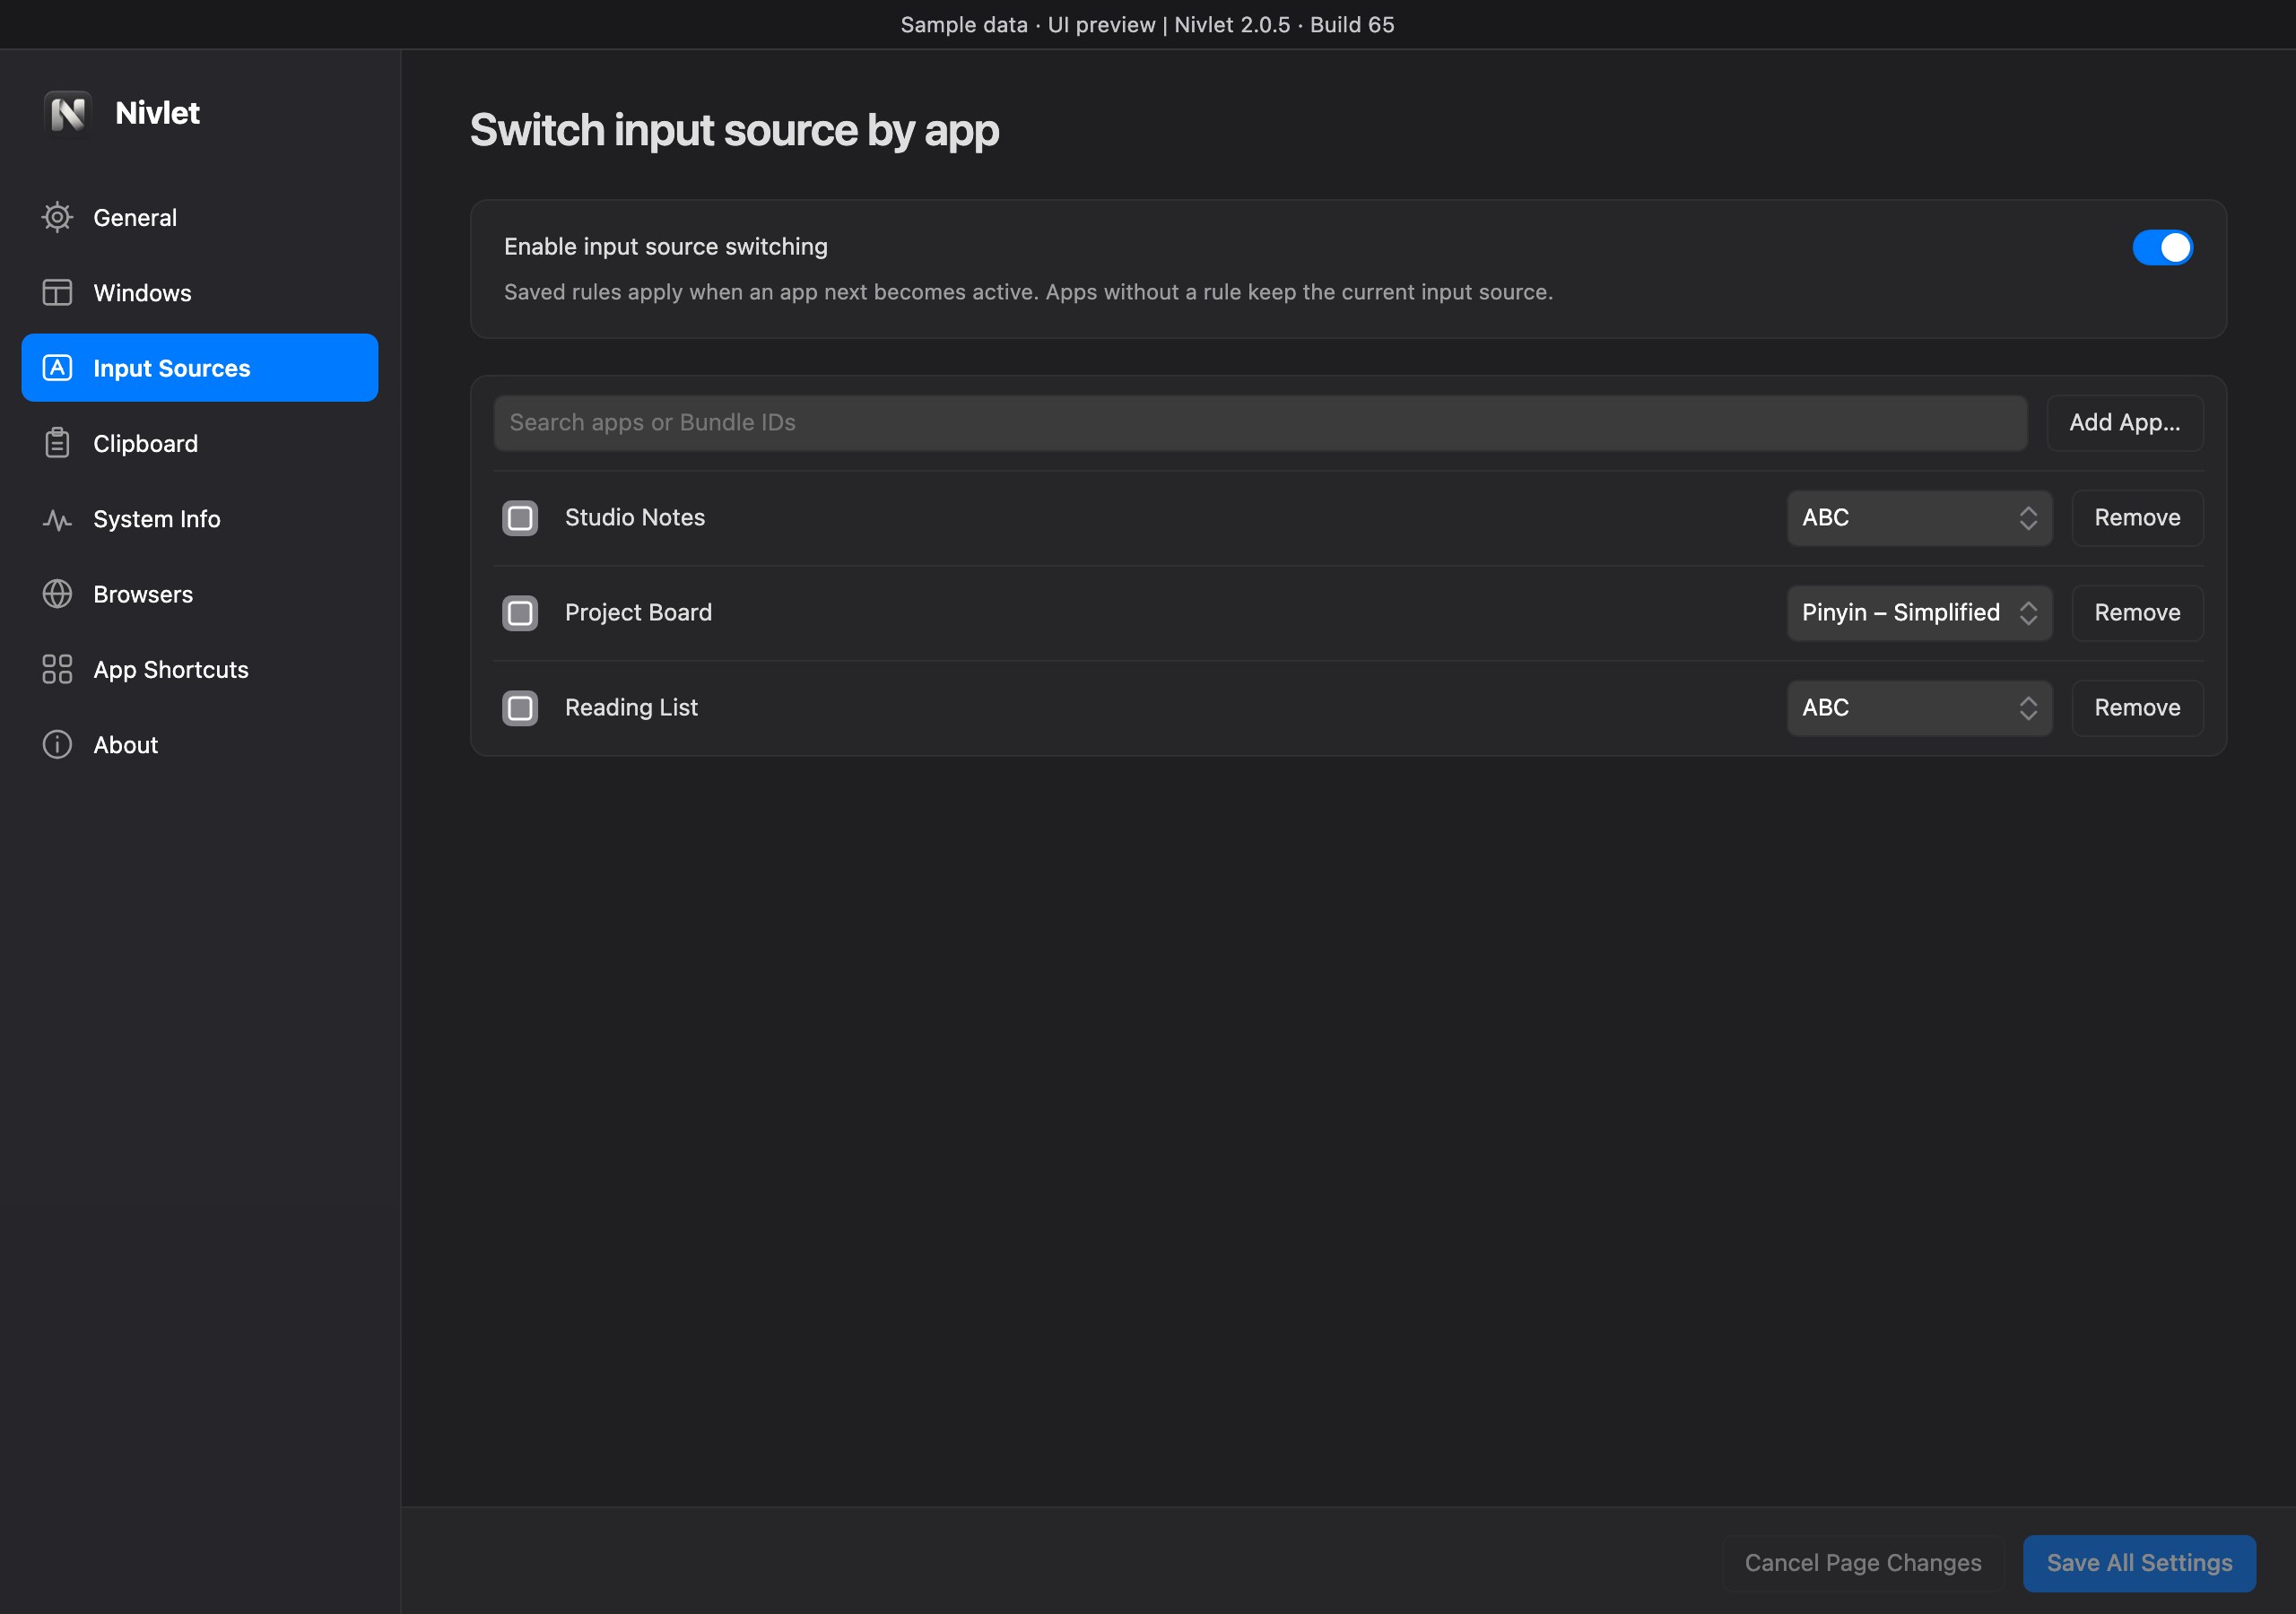 Sample data · UI preview | Nivlet 2.0.5 · Build 65
Nivlet
General
Windows
Input Sources
Clipboard
System Info
Browsers
App Shortcuts
About
Switch input source by app
Enable input source switching
Saved rules apply when an app next becomes active. Apps without a rule keep the current input source.
Search apps or Bundle IDs
Add App...
Studio Notes
ABC
Remove
Project Board
Pinyin – Simplified
Remove
Reading List
ABC
Remove
Cancel Page Changes
Save All Settings